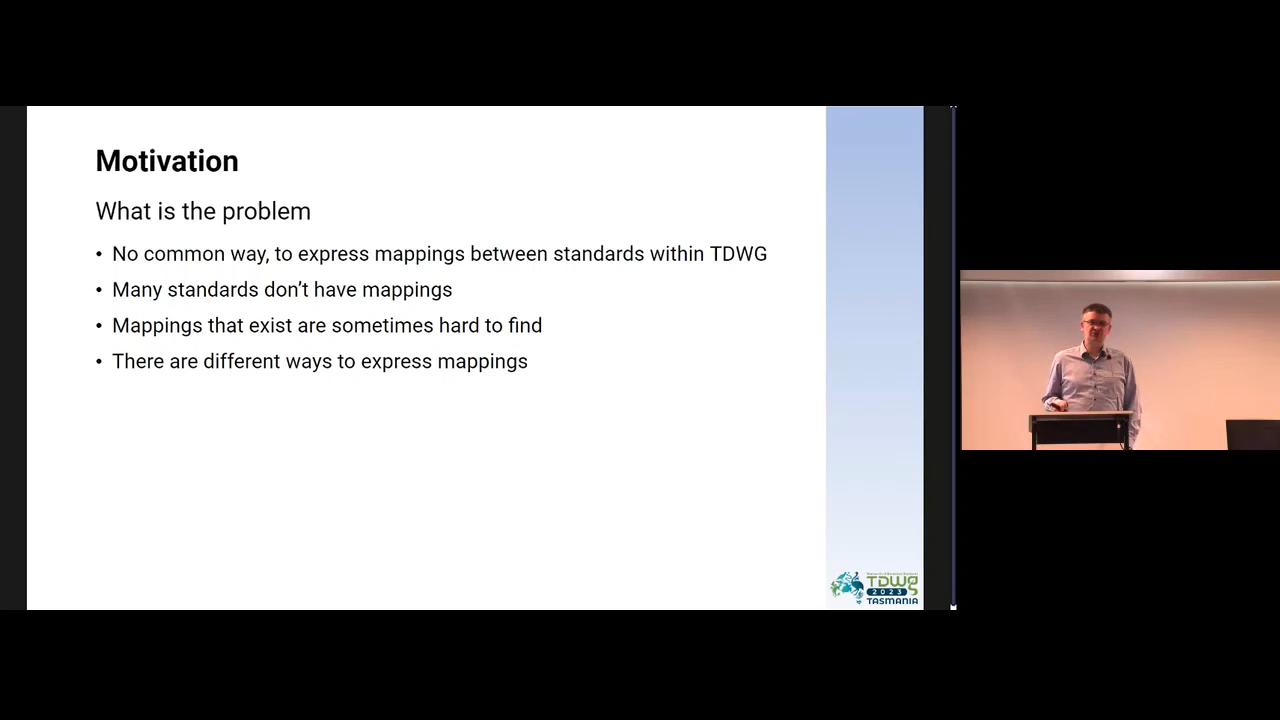 Motivation
What is the problem
• No common way, to express mappings between standards within TDWG
• Many standards don’t have mappings
• Mappings that exist are sometimes hard to find
• There are different ways to express mappings
TDWG
2023
TASMANIA